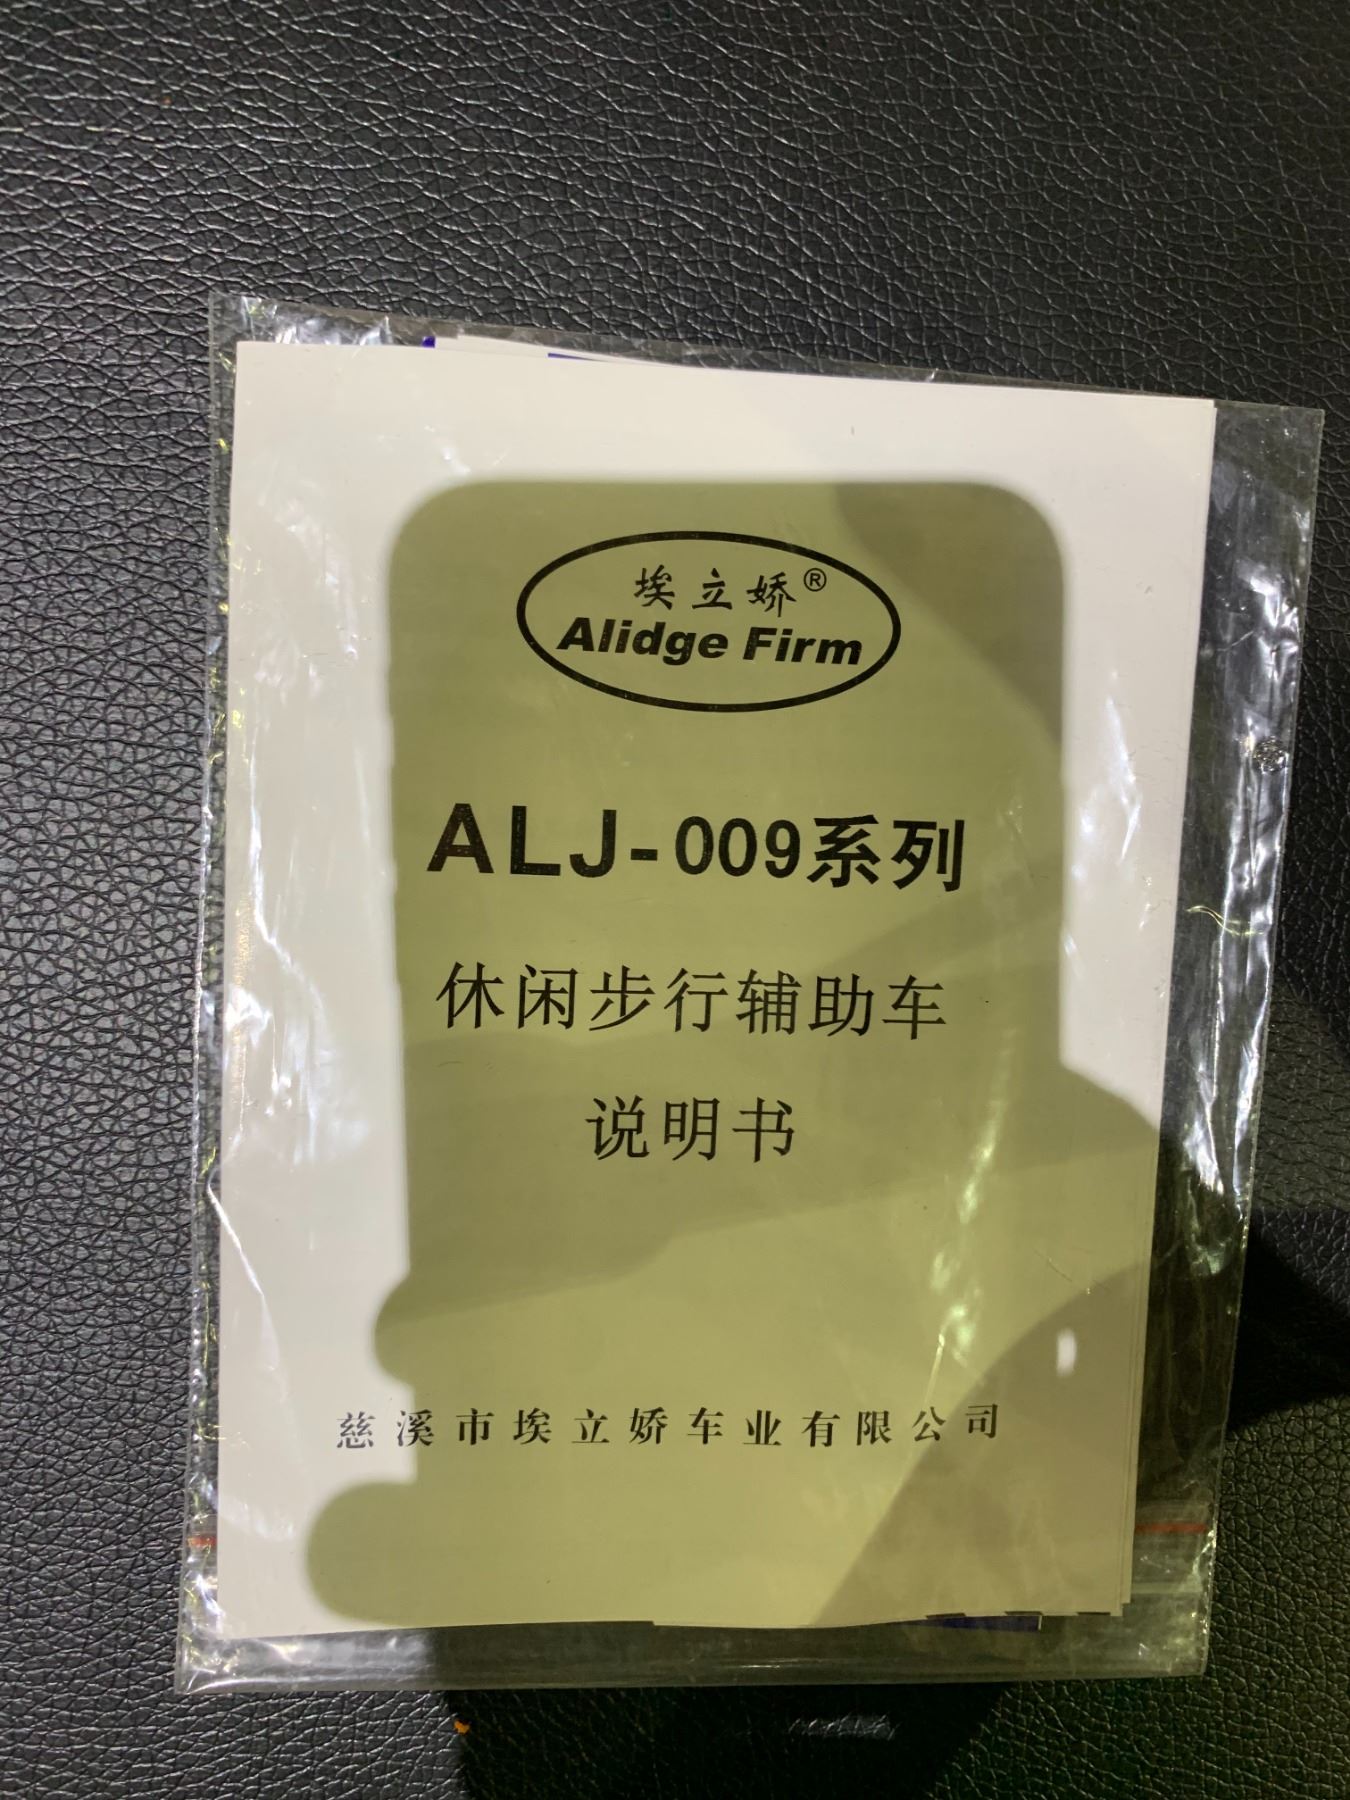 埃立娇®
Alidge Firm
ALJ-009系列
休闲步行辅助车
说明书
慈溪市埃立娇车业有限公司